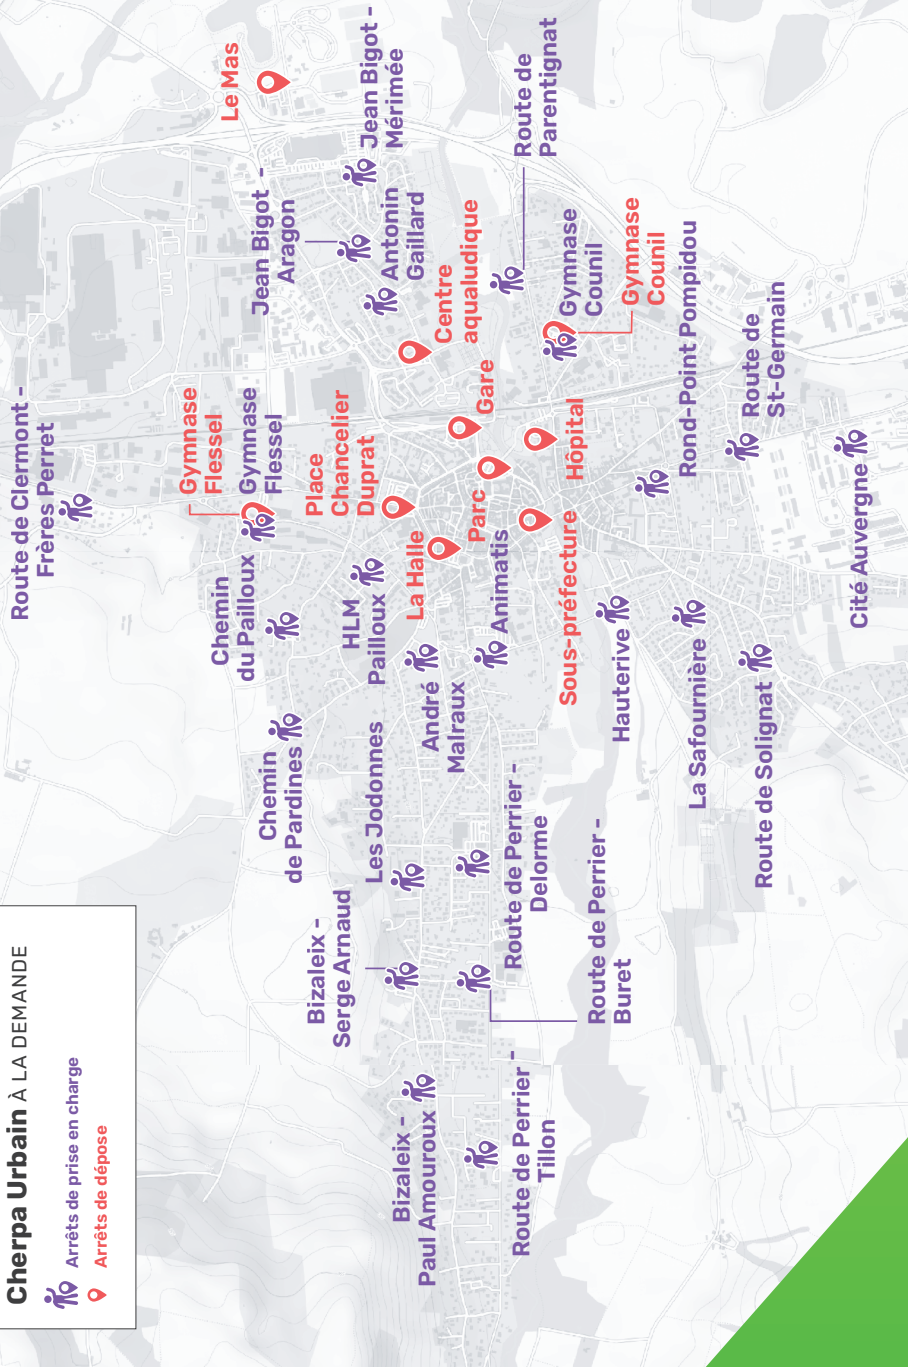 Cherpa Urbain À LA DEMANDE
Arrêts de prise en charge
Arrêts de dépose
Route de Clermont -
Frères Perret
Gymnase
Flessel
Gymnase
Flessel
Chemin
du Pailloux
Chemin
de Pardines
Bizaleix -
Serge Arnaud
Bizaleix -
Paul Amouroux
Les Jodonnes
HLM
Pailloux
Place
Chancelier
Duprat
La Halle
André
Malraux
Parc
Animatis
Gare
Centre
aqualudique
Antonin
Gaillard
Jean Bigot -
Aragon
Jean Bigot -
Mérimée
Le Mas
Route de
Parentignat
Gymnase
Counil
Gymnase
Counil
Hôpital
Sous-préfecture
Route de Perrier -
Delorme
Route de Perrier -
Buret
Route de Perrier -
Tillon
Hauterive
Rond-Point Pompidou
Route de
St-Germain
La Safournière
Route de Solignat
Cité Auvergne